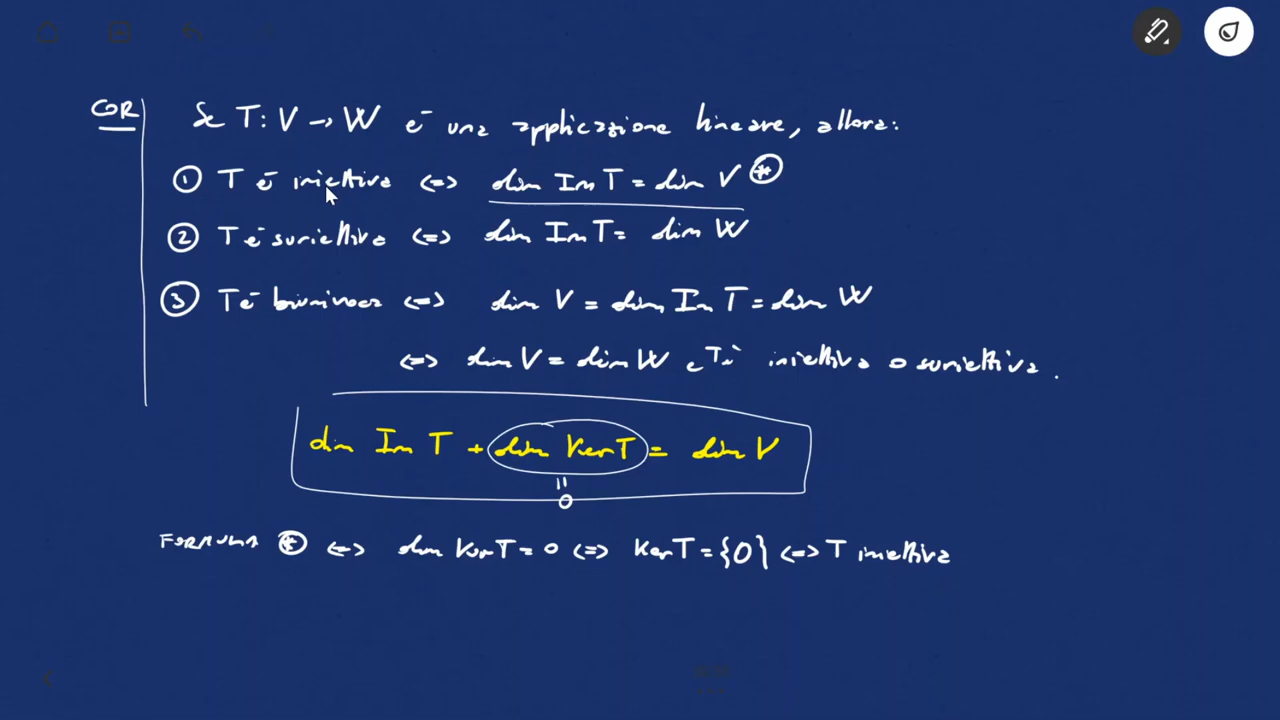 COR
Se T: V → W è una applicazione lineare, allora:
① T è iniettiva <=> dim Im T = dim V ⊛
② T è suriettiva <=> dim Im T = dim W
③ T è biunivoca <=> dim V = dim Im T = dim W
<=> dim V = dim W e T è iniettiva o suriettiva.
dim Im T + dim Ker T = dim V
=
0
FORMULA ⊛ <=> dim Ker T = 0 <=> Ker T = {0} <=> T iniettiva